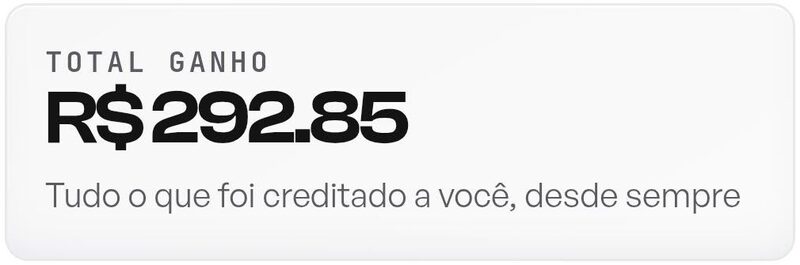 TOTAL GANHO
R$ 292.85
Tudo o que foi creditado a você, desde sempre